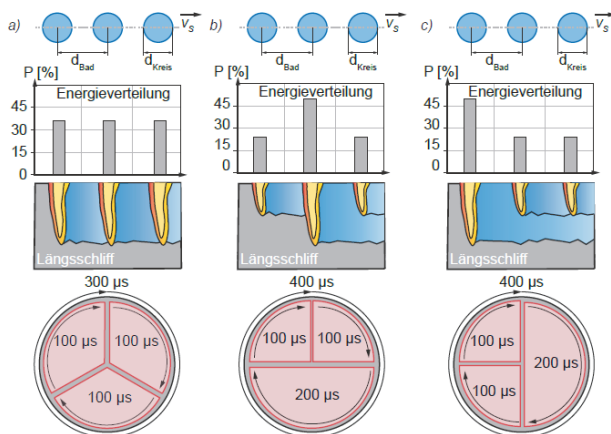 a)
v_s
b)
v_s
c)
v_s
d_Bad
d_Kreis
d_Bad
d_Kreis
d_Bad
d_Kreis
P [%]
Energieverteilung
45
30
15
0
Energieverteilung
45
30
15
0
Energieverteilung
45
30
15
0
Längsschliff
Längsschliff
Längsschliff
300 µs
400 µs
400 µs
100 µs
100 µs
100 µs
100 µs
100 µs
200 µs
100 µs
100 µs
200 µs